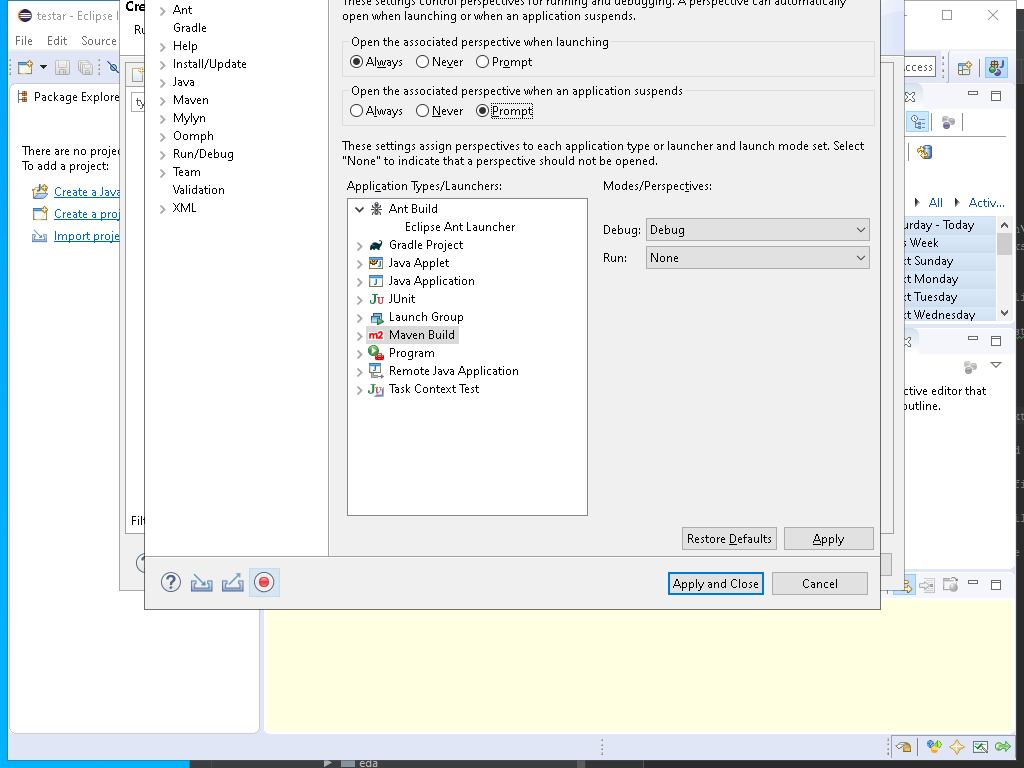 testar - Eclipse I
File Edit Source
Package Explore
There are no projec
To add a project:
Create a Java
Create a proj
Import proje
Cre
Ru
ty
Filt
Ant
Gradle
Help
Install/Update
Java
Maven
Mylyn
Oomph
Run/Debug
Team
Validation
XML
These settings control perspectives for running and debugging. A perspective can automatically
open when launching or when an application suspends.
Open the associated perspective when launching
Always Never Prompt
Open the associated perspective when an application suspends
Always Never Prompt
These settings assign perspectives to each application type or launcher and launch mode set. Select
"None" to indicate that a perspective should not be opened.
Application Types/Launchers:
Ant Build
Eclipse Ant Launcher
Gradle Project
Java Applet
Java Application
JUnit
Launch Group
Maven Build
Program
Remote Java Application
Task Context Test
Modes/Perspectives:
Debug: Debug
Run: None
Restore Defaults Apply
Apply and Close Cancel
ccess
All Activ...
urday - Today
s Week
xt Sunday
xt Monday
xt Tuesday
xt Wednesday
ctive editor that
outline.
eda